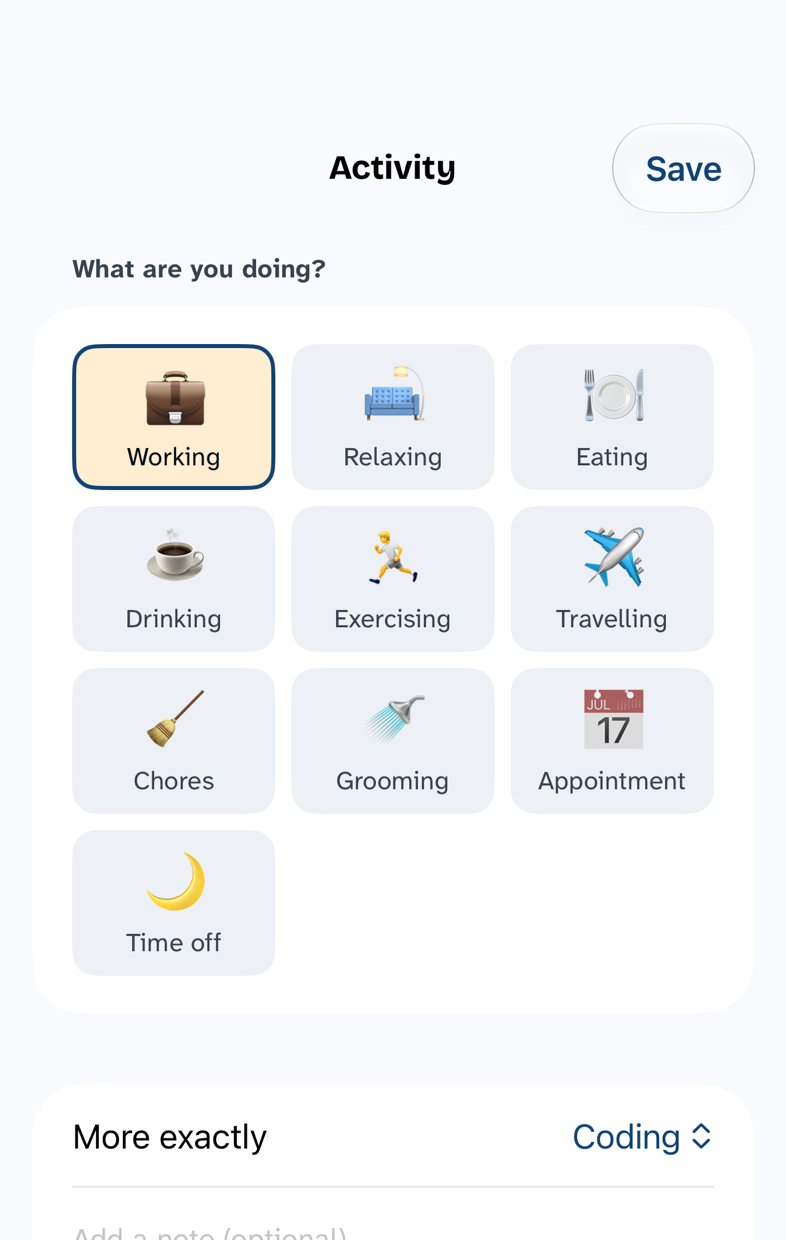 Activity
Save
What are you doing?
Working
Relaxing
Eating
Drinking
Exercising
Travelling
Chores
Grooming
JUL
17
Appointment
Time off
More exactly
Coding
Add a note (optional)